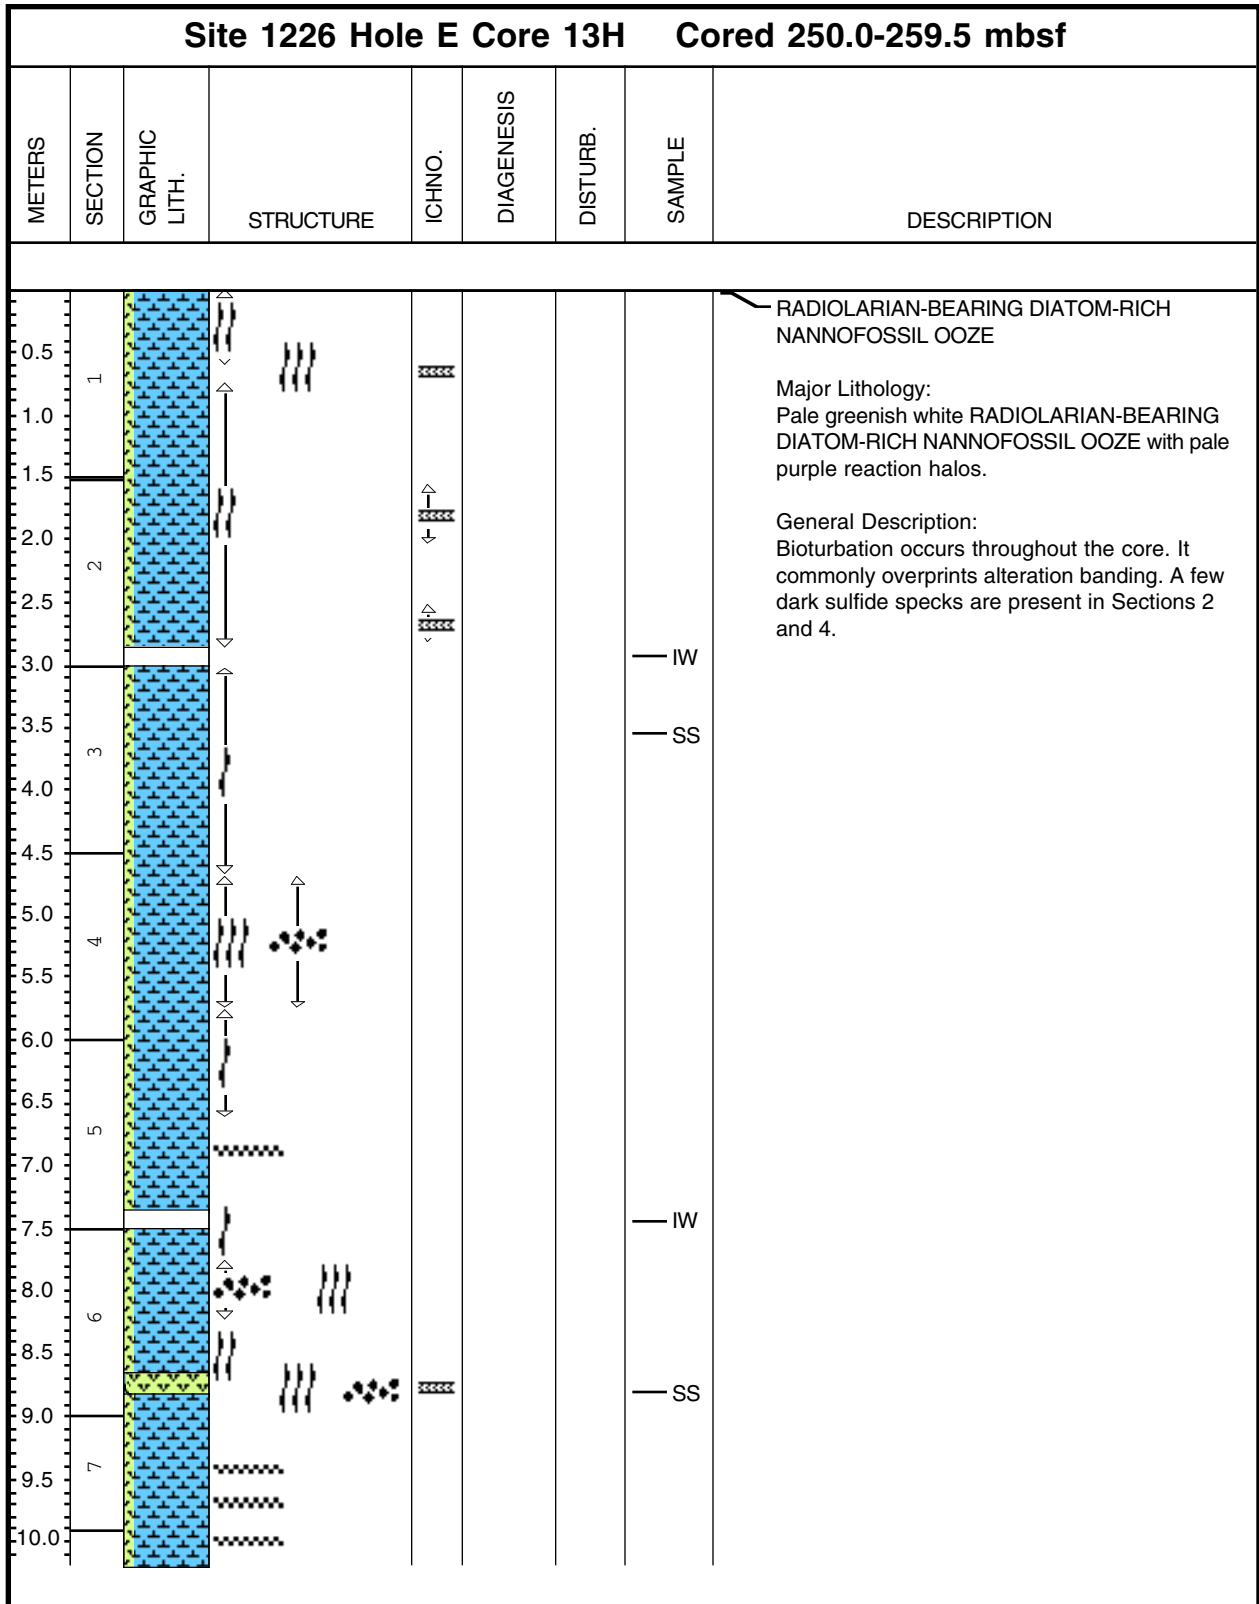 Site 1226 Hole E Core 13H Cored 250.0-259.5 mbsf
METERS
SECTION
GRAPHIC
LITH.
STRUCTURE
ICHNO.
DIAGENESIS
DISTURB.
SAMPLE
DESCRIPTION
RADIOLARIAN-BEARING DIATOM-RICH
NANNOFOSSIL OOZE
Major Lithology:
Pale greenish white RADIOLARIAN-BEARING
DIATOM-RICH NANNOFOSSIL OOZE with pale
purple reaction halos.
General Description:
Bioturbation occurs throughout the core. It
commonly overprints alteration banding. A few
dark sulfide specks are present in Sections 2
and 4.
0.5
1
1.0
1.5
2.0
2
2.5
3.0
IW
3.5
SS
3
4.0
4.5
5.0
4
5.5
6.0
6.5
5
7.0
7.5
IW
8.0
6
8.5
SS
9.0
7
9.5
10.0